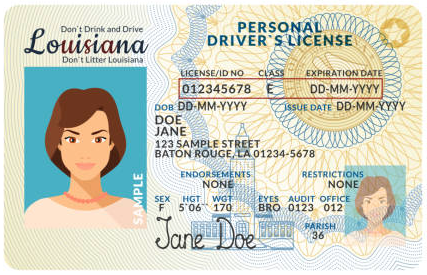 Don't Drink and Drive
Louisiana
Don't Litter Louisiana
PERSONAL
DRIVER'S LICENSE
LICENSE/ID NO CLASS EXPIRATION DATE
012345678 E DD-MM-YYYY
DOB DD-MM-YYYY ISSUE DATE DD-MM-YYYY
DOE
JANE
123 SAMPLE STREET
BATON ROUGE, LA 01234-5678
ENDORSEMENTS RESTRICTIONS
NONE NONE
SEX HGT WGT EYES AUDIT OFFICE
F 5'06 170 BRO 0123 012
Jane Doe
PARISH
36
SAMPLE